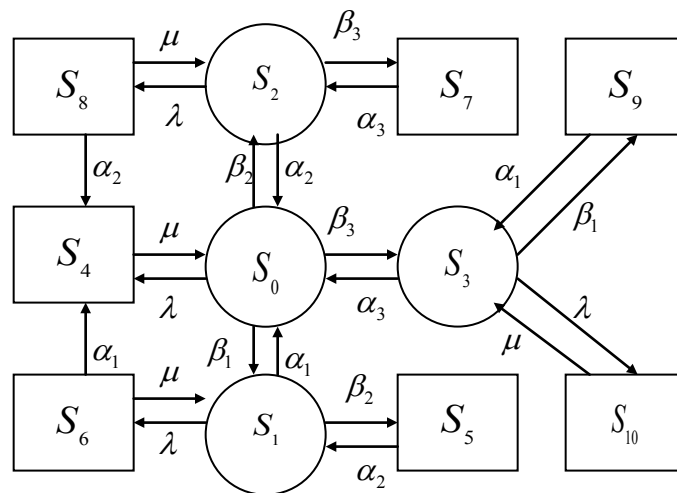 μ β₃
S₈ S₂ S₇ S₉
λ α₃
α₂ β₂ α₂ α₁ β₁
μ β₃
S₄ S₀ S₃
λ α₃ λ
α₁ β₁ α₁ μ
μ β₂
S₆ S₁ S₅ S₁₀
λ α₂